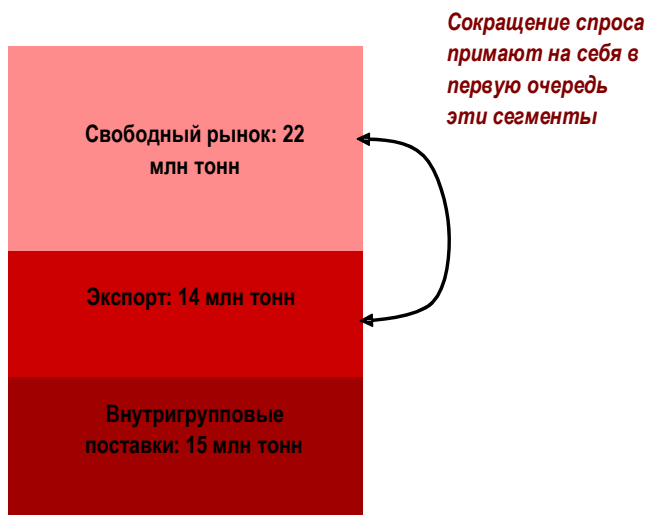 Сокращение спроса
примают на себя в
первую очередь
эти сегменты
Свободный рынок: 22
млн тонн
Экспорт: 14 млн тонн
Внутригрупповые
поставки: 15 млн тонн